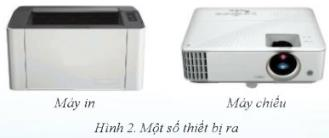 Máy in
Máy chiếu
Hình 2. Một số thiết bị ra